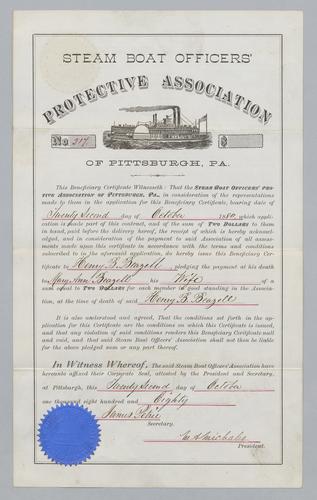 STEAM BOAT OFFICERS'
PROTECTIVE ASSOCIATION
No 217 $
OF PITTSBURGH, PA.
This Beneficiary Certificate Witnesseth: That the STEAM BOAT OFFICERS' PROTECTIVE
ASSOCIATION OF PITTSBURGH, PA., in consideration of the representations
made to them in the application for this Beneficiary Certificate, bearing date of
Twenty Second day of October 1880, which application
is made part of this contract, and of the sum of TWO DOLLARS to them
in hand, paid before the delivery hereof, the receipt of which is hereby acknowledged,
and in consideration of the payment to said Association of all assessments
made upon this certificate in accordance with the terms and conditions
subscribed to in the aforesaid application, do hereby issue this Beneficiary Certificate
to Henry B. Brazell, pledging the payment at his death
to Mary Ann Brazell his Wife of a
sum equal to TWO DOLLARS for each member of good standing in the Association,
at the time of death of said Henry B. Brazell
It is also understood and agreed, That the conditions set forth in the application
for this Certificate are the conditions on which this Certificate is issued,
and that any violation of said conditions renders this Beneficiary Certificate null
and void, and that said Steam Boat Officers' Association shall not then be liable
for the above pledged sum or any part thereof.
In Witness Whereof, The said Steam Boat Officers' Association have
hereunto affixed their Corporate Seal, attested by the President and Secretary,
at Pittsburgh, this Twenty Second day of October
one thousand eight hundred and Eighty
James Petrie
Secretary.
President.